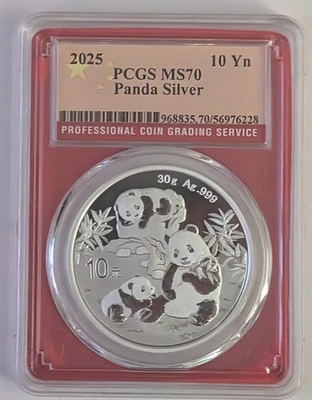 2025 10 Yn
PCGS MS70
Panda Silver
968835.70/56976228
PROFESSIONAL COIN GRADING SERVICE
30g Ag.999
10元